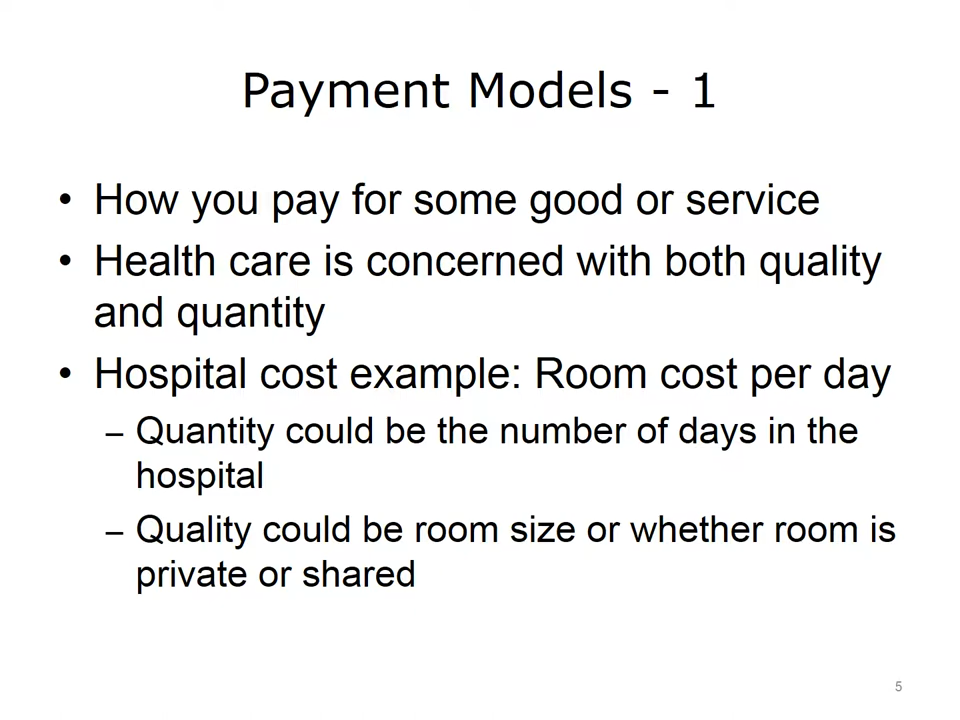 Payment Models - 1
• How you pay for some good or service
• Health care is concerned with both quality
and quantity
• Hospital cost example: Room cost per day
– Quantity could be the number of days in the
hospital
– Quality could be room size or whether room is
private or shared
5